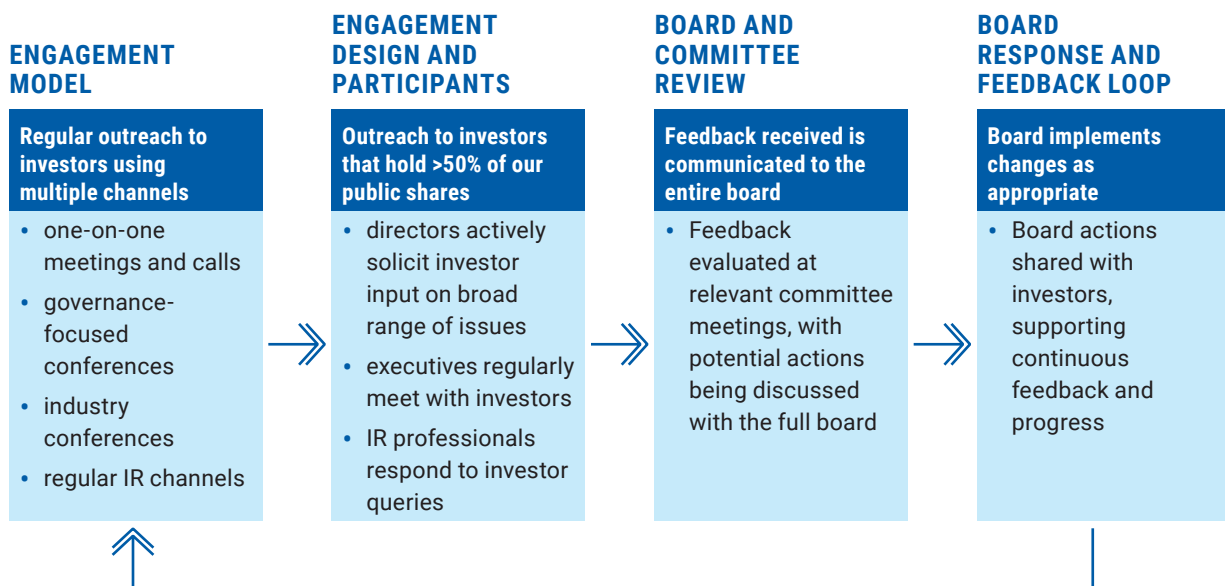 ENGAGEMENT
MODEL
Regular outreach to
investors using
multiple channels
• one-on-one
meetings and calls
• governance-
focused
conferences
• industry
conferences
• regular IR channels
ENGAGEMENT
DESIGN AND
PARTICIPANTS
Outreach to investors
that hold >50% of our
public shares
• directors actively
solicit investor
input on broad
range of issues
• executives regularly
meet with investors
• IR professionals
respond to investor
queries
BOARD AND
COMMITTEE
REVIEW
Feedback received is
communicated to the
entire board
• Feedback
evaluated at
relevant committee
meetings, with
potential actions
being discussed
with the full board
BOARD
RESPONSE AND
FEEDBACK LOOP
Board implements
changes as
appropriate
• Board actions
shared with
investors,
supporting
continuous
feedback and
progress